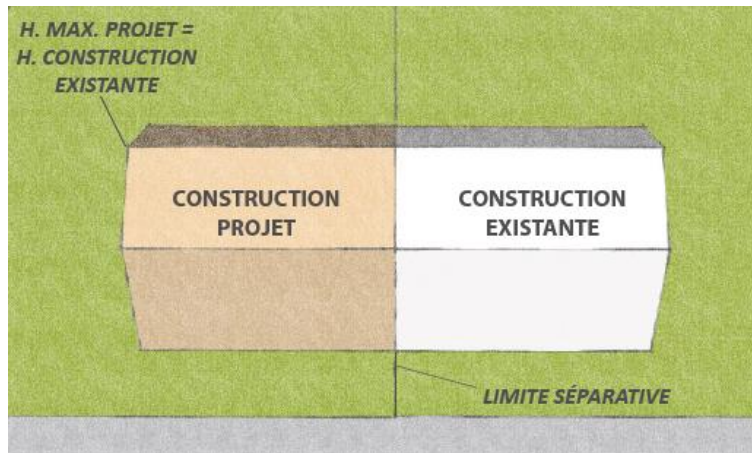 H. MAX. PROJET =
H. CONSTRUCTION
EXISTANTE
CONSTRUCTION
PROJET
CONSTRUCTION
EXISTANTE
LIMITE SÉPARATIVE